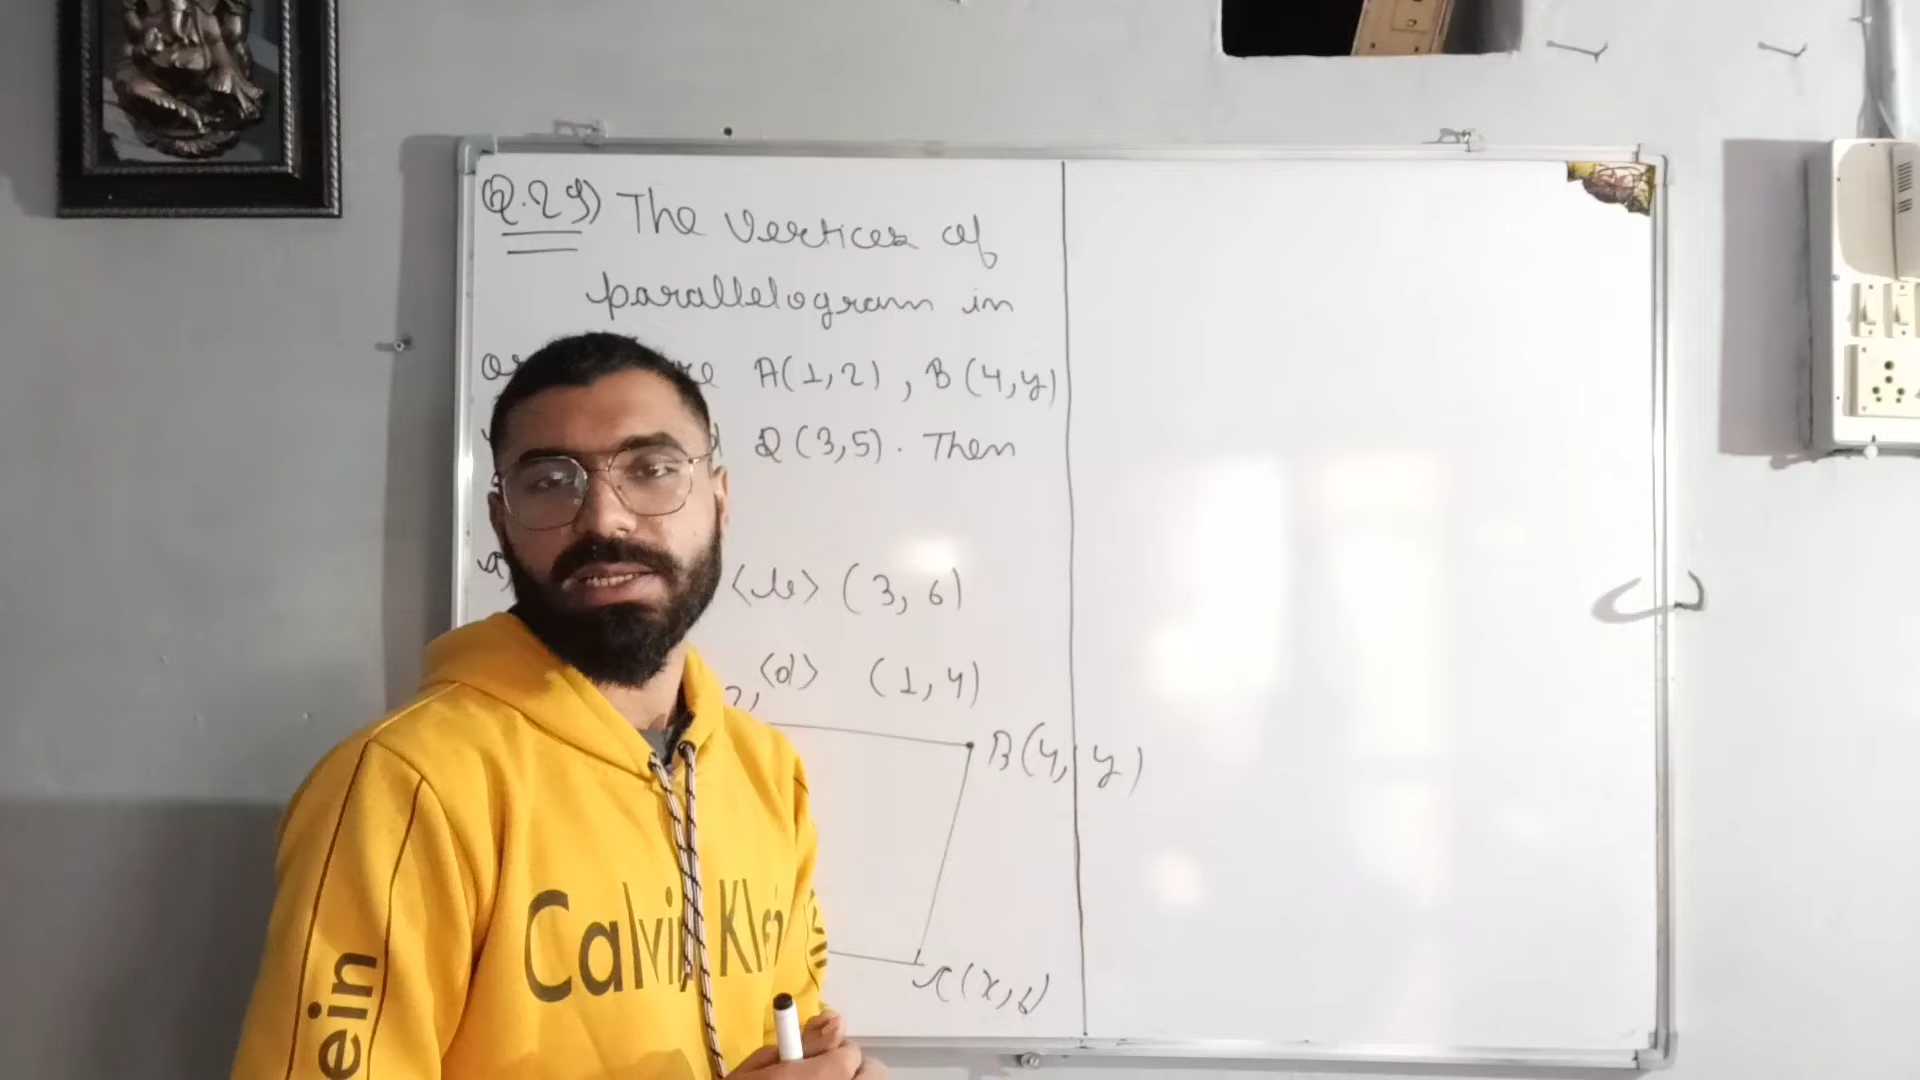 Q.29) The vertices of
parallelogram in
A(1,2), B(4,y)
Q(3,5). Then
a)
<b> (3,6)
<d> (1,4)
B(4,y)
C(x,6)
Calvin Klein
ein